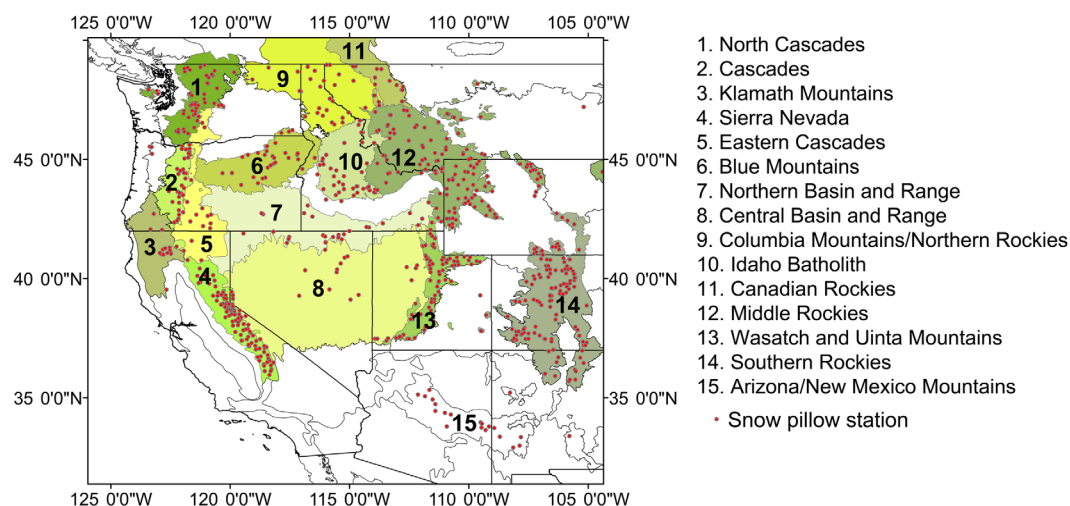 125 0'0"W 120 0'0"W 115 0'0"W 110 0'0"W 105 0'0"W
45 0'0"N 45 0'0"N
40 0'0"N 40 0'0"N
35 0'0"N 35 0'0"N
125 0'0"W 120 0'0"W 115 0'0"W 110 0'0"W 105 0'0"W
11
9
1
6
10
12
2
7
3
5
4
8
13
14
15
1. North Cascades
2. Cascades
3. Klamath Mountains
4. Sierra Nevada
5. Eastern Cascades
6. Blue Mountains
7. Northern Basin and Range
8. Central Basin and Range
9. Columbia Mountains/Northern Rockies
10. Idaho Batholith
11. Canadian Rockies
12. Middle Rockies
13. Wasatch and Uinta Mountains
14. Southern Rockies
15. Arizona/New Mexico Mountains
Snow pillow station